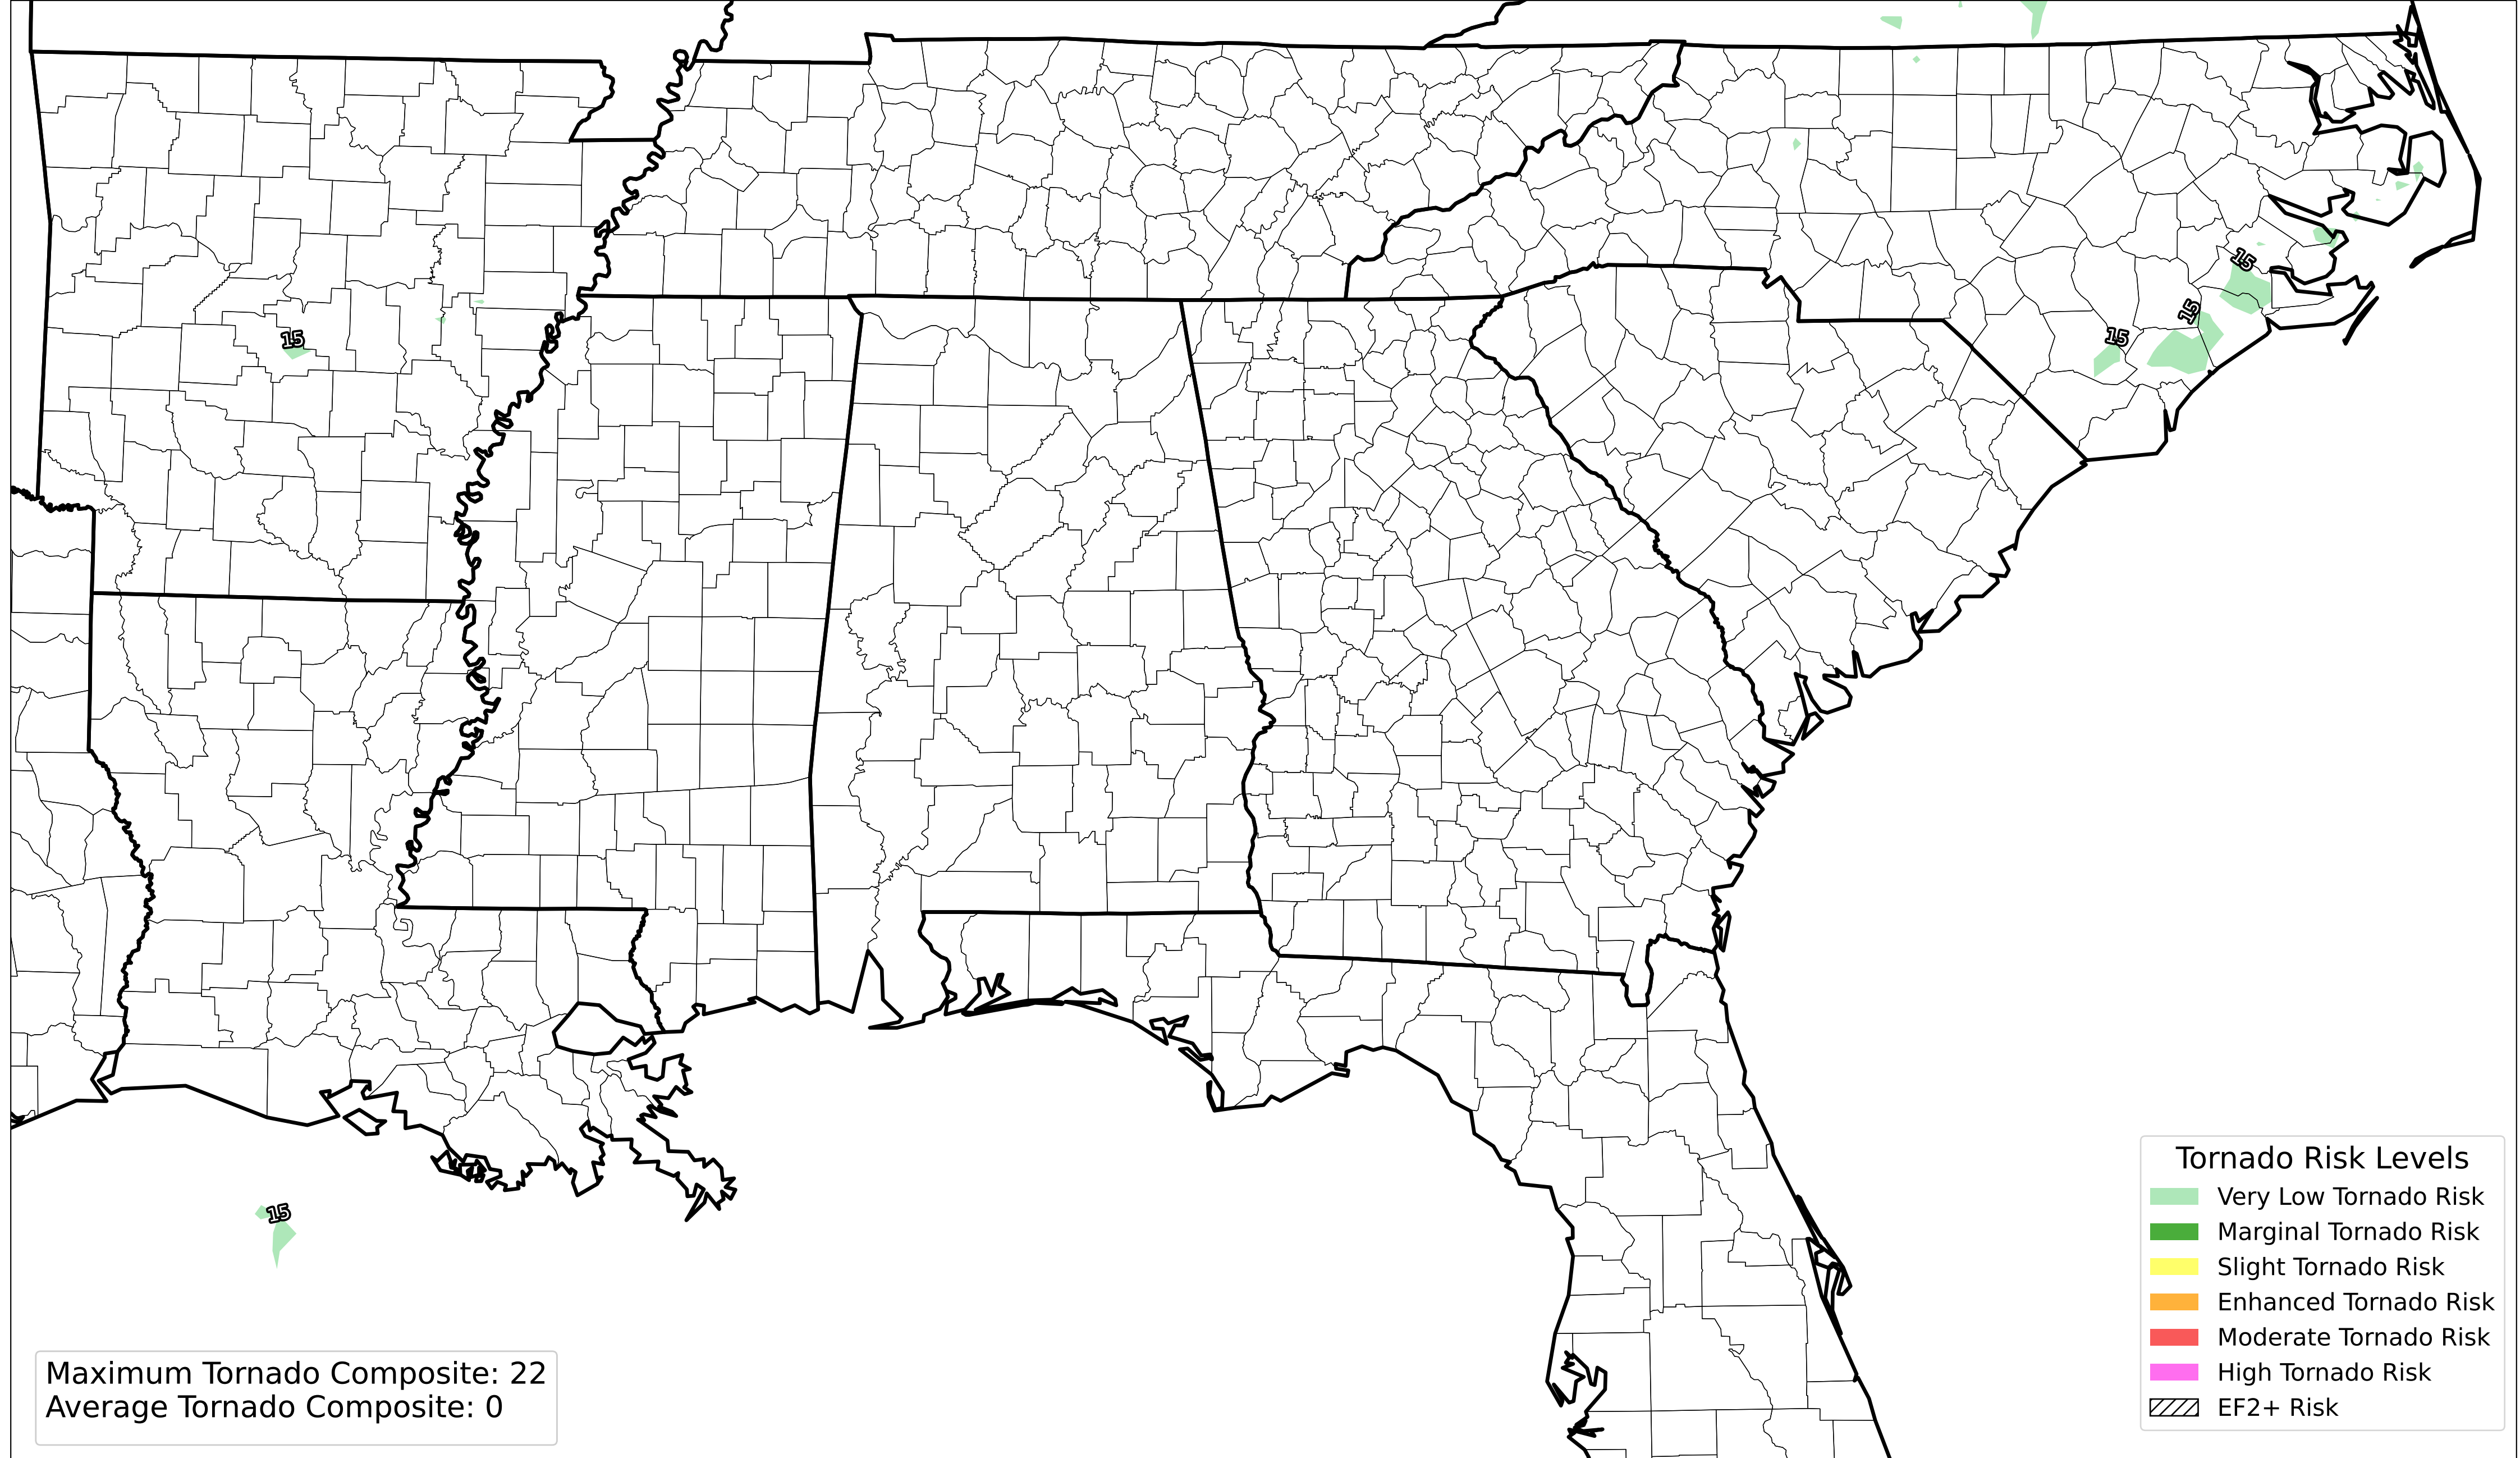 15
15
15
15
15
Tornado Risk Levels
Very Low Tornado Risk
Marginal Tornado Risk
Slight Tornado Risk
Enhanced Tornado Risk
Moderate Tornado Risk
High Tornado Risk
EF2+ Risk
Maximum Tornado Composite: 22
Average Tornado Composite: 0